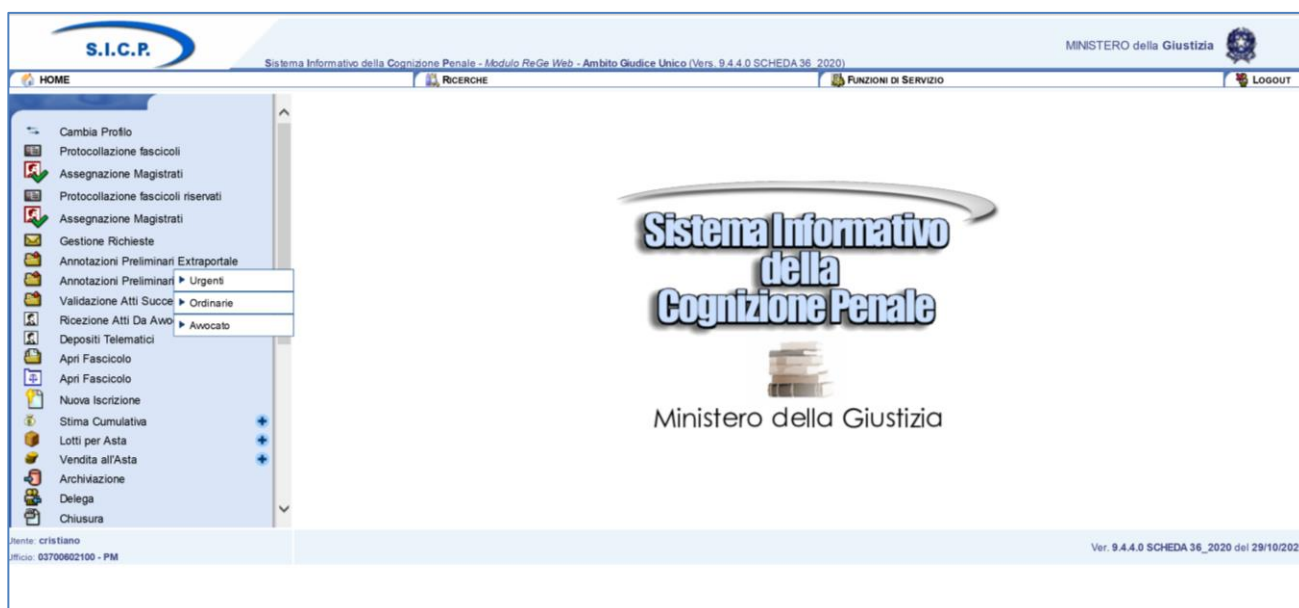 S.I.C.P.
MINISTERO della Giustizia
Sistema Informativo della Cognizione Penale - Modulo ReGe Web - Ambito Giudice Unico (Vers. 9.4.4.0 SCHEDA 36_2020)
HOME
RICERCHE
FUNZIONI DI SERVIZIO
LOGOUT
Cambia Profilo
Protocollazione fascicoli
Assegnazione Magistrati
Protocollazione fascicoli riservati
Assegnazione Magistrati
Gestione Richieste
Annotazioni Preliminari Extraportale
Annotazioni Preliminari
Urgenti
Validazione Atti Succe
Ordinarie
Ricezione Atti Da Avvo
Avvocato
Depositi Telematici
Apri Fascicolo
Apri Fascicolo
Nuova Iscrizione
Stima Cumulativa
Lotti per Asta
Vendita all'Asta
Archiviazione
Delega
Chiusura
Sistema Informativo
della
Cognizione Penale
Ministero della Giustizia
Utente: cristiano
Ufficio: 03700602100 - PM
Ver. 9.4.4.0 SCHEDA 36_2020 del 29/10/202